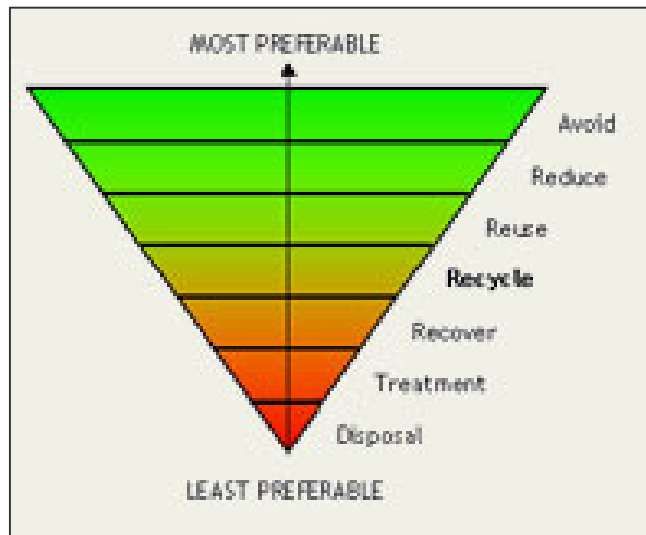 MOST PREFERABLE
Avoid
Reduce
Reuse
Recycle
Recover
Treatment
Disposal
LEAST PREFERABLE